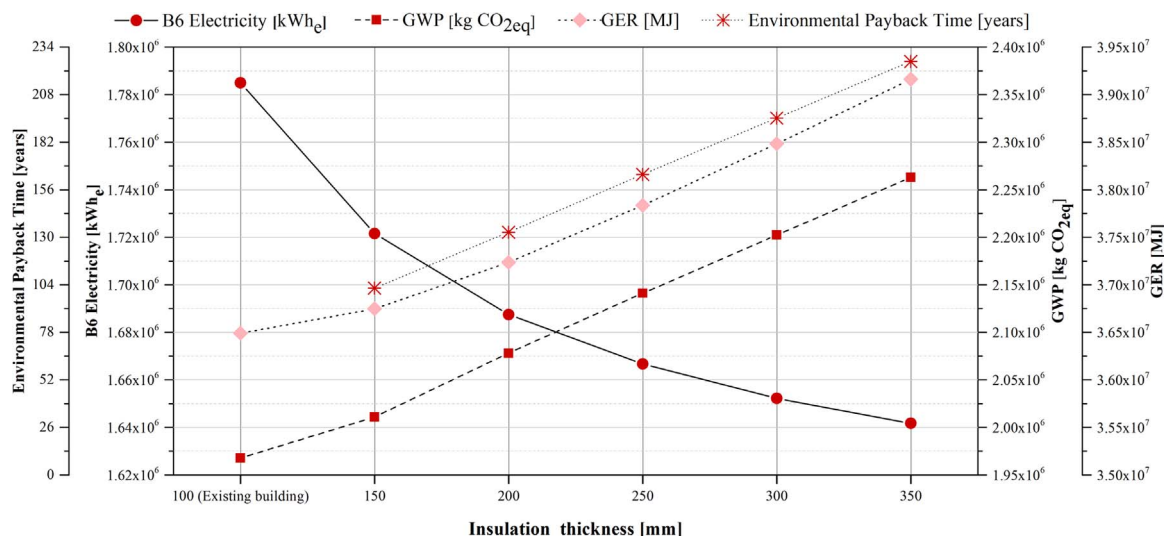 B6 Electricity [kWhe] GWP [kg CO2eq] GER [MJ] Environmental Payback Time [years]
Environmental Payback Time [years]
234
208
182
156
130
104
78
52
26
0
B6 Electricity [kWhe]
1.80x10^6
1.78x10^6
1.76x10^6
1.74x10^6
1.72x10^6
1.70x10^6
1.68x10^6
1.66x10^6
1.64x10^6
1.62x10^6
2.40x10^6
2.35x10^6
2.30x10^6
2.25x10^6
2.20x10^6
2.15x10^6
2.10x10^6
2.05x10^6
2.00x10^6
1.95x10^6
GWP [kg CO2eq]
3.95x10^7
3.90x10^7
3.85x10^7
3.80x10^7
3.75x10^7
3.70x10^7
3.65x10^7
3.60x10^7
3.55x10^7
3.50x10^7
GER [MJ]
100 (Existing building) 150 200 250 300 350
Insulation thickness [mm]